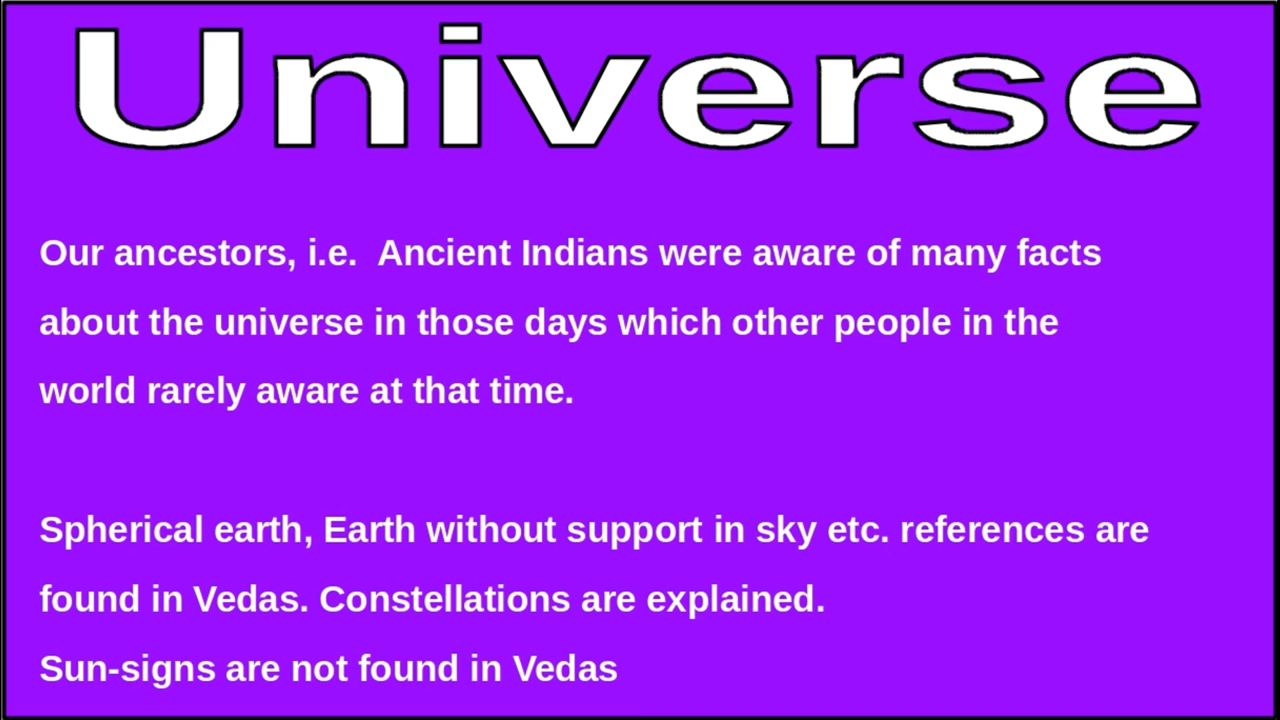 Universe
Our ancestors, i.e.  Ancient Indians were aware of many facts
about the universe in those days which other people in the
world rarely aware at that time.
Spherical earth, Earth without support in sky etc. references are
found in Vedas. Constellations are explained.
Sun-signs are not found in Vedas